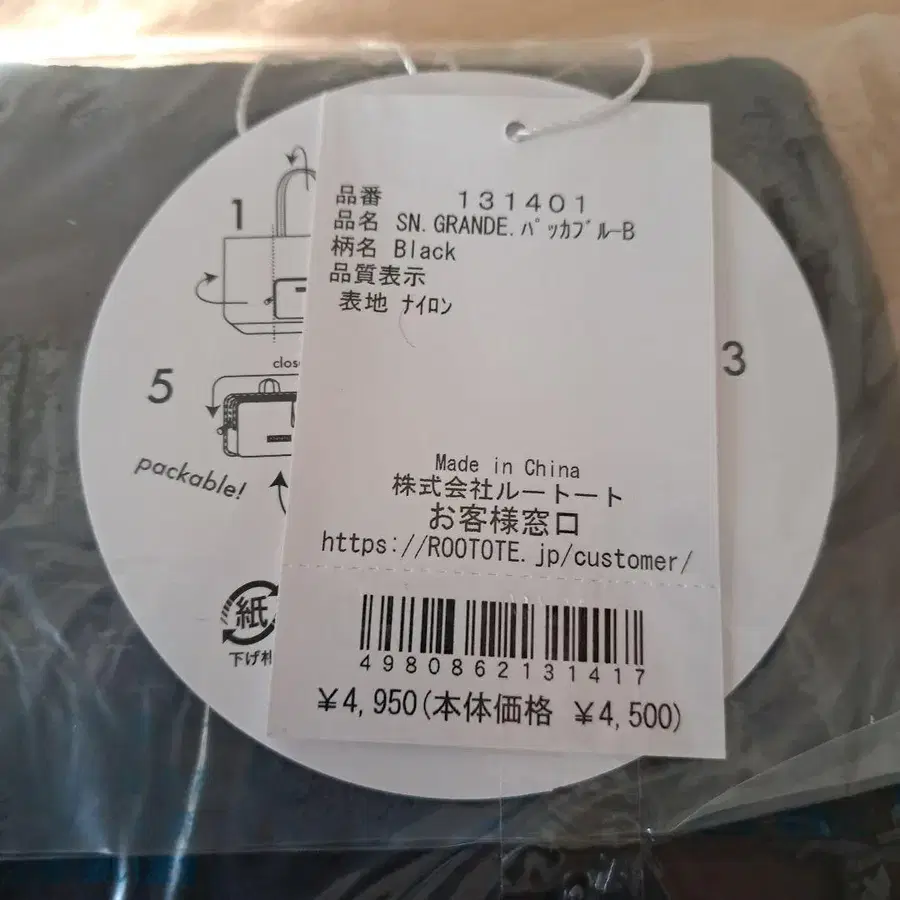 品番 131401
品名 SN.GRANDE.ﾊﾟｯｶﾌﾞﾙ-B
柄名 Black
品質表示
表地 ﾅｲﾛﾝ
Made in China
株式会社ルートート
お客様窓口
https://ROOTOTE.jp/customer/
4980862131417
¥4,950(本体価格 ¥4,500)
1
3
5
packable!
紙